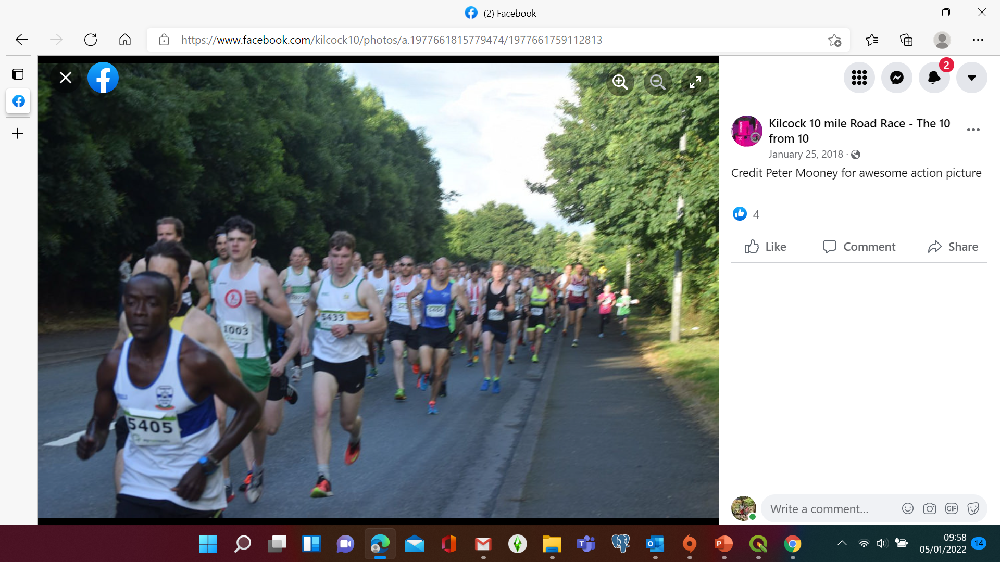 (2) Facebook
https://www.facebook.com/kilcock10/photos/a.1977661815779474/1977661759112813
2
Kilcock 10 mile Road Race - The 10
from 10
January 25, 2018 ·
Credit Peter Mooney for awesome action picture
4
Like Comment Share
1003
5433
5405
Write a comment...
GIF
09:58
05/01/2022
14